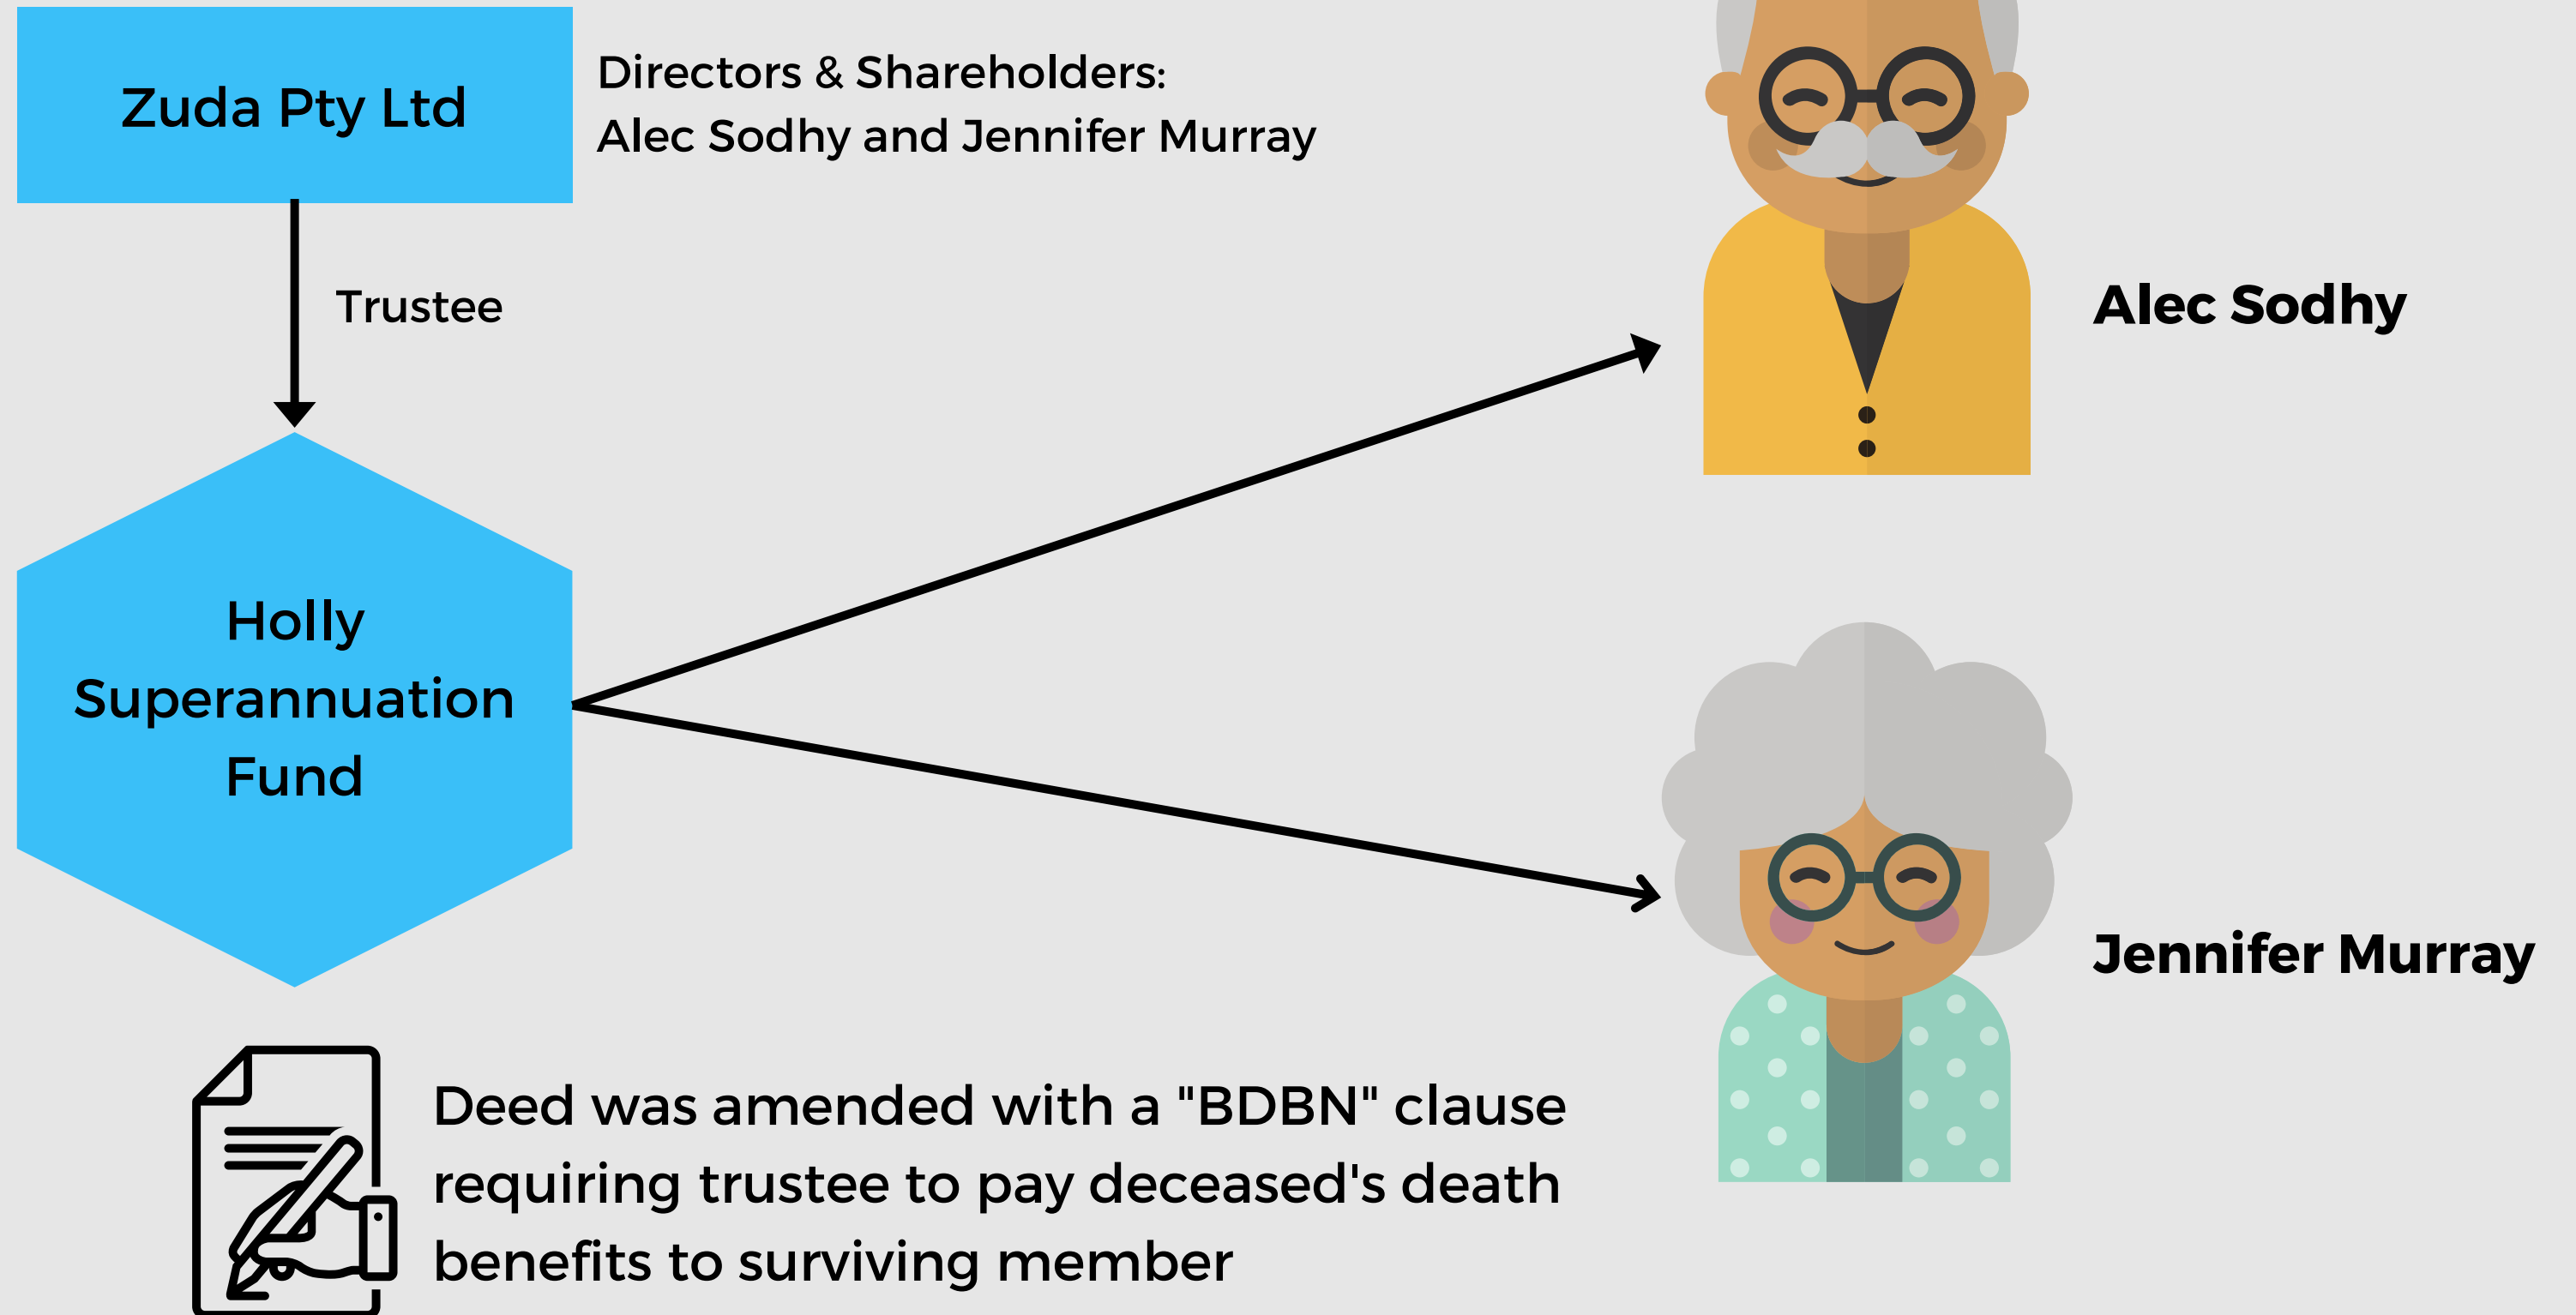 Zuda Pty Ltd
Directors & Shareholders:
Alec Sodhy and Jennifer Murray
Trustee
Alec Sodhy
Holly
Superannuation
Fund
Jennifer Murray
Deed was amended with a "BDBN" clause
requiring trustee to pay deceased's death
benefits to surviving member